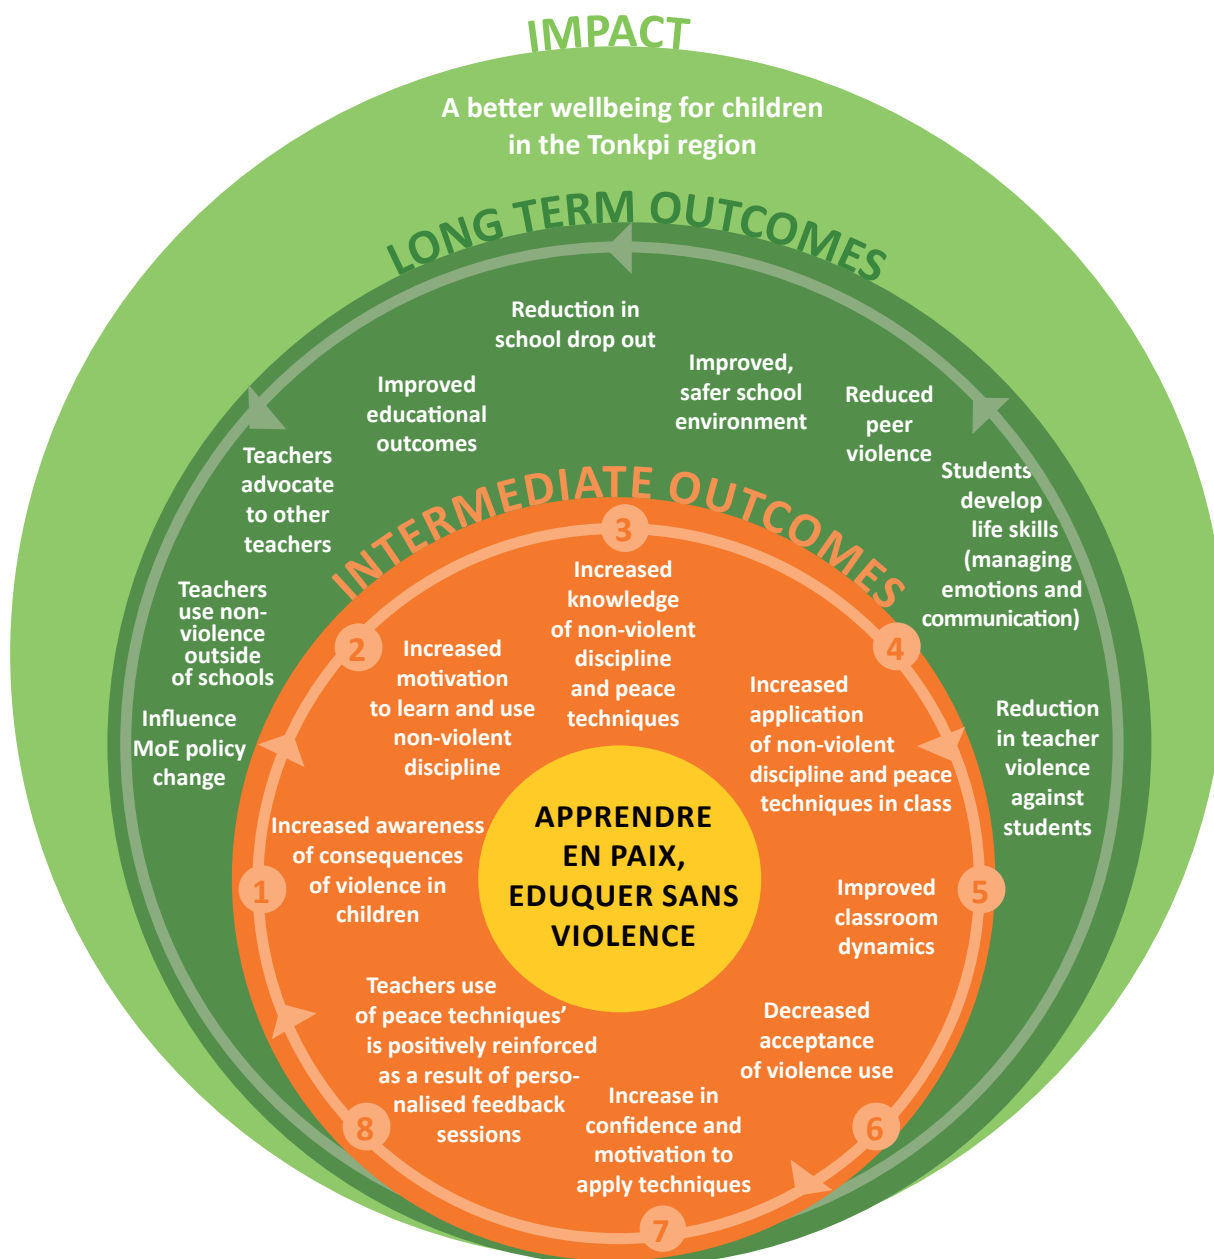 IMPACT
A better wellbeing for children
in the Tonkpi region
LONG TERM OUTCOMES
Reduction in
school drop out
Improved,
safer school
environment
Improved
educational
outcomes
Reduced
peer
violence
Teachers
advocate
to other
teachers
Students
develop
life skills
(managing
emotions and
communication)
Teachers
use non-
violence
outside
of schools
Influence
MoE policy
change
Reduction
in teacher
violence
against
students
INTERMEDIATE OUTCOMES
1
Increased awareness
of consequences
of violence in
children
2
Increased
motivation
to learn and use
non-violent
discipline
3
Increased
knowledge
of non-violent
discipline
and peace
techniques
4
Increased
application
of non-violent
discipline and peace
techniques in class
5
Improved
classroom
dynamics
6
Decreased
acceptance
of violence use
7
Increase in
confidence and
motivation to
apply techniques
8
Teachers use
of peace techniques’
is positively reinforced
as a result of perso-
nalised feedback
sessions
APPRENDRE
EN PAIX,
EDUQUER SANS
VIOLENCE